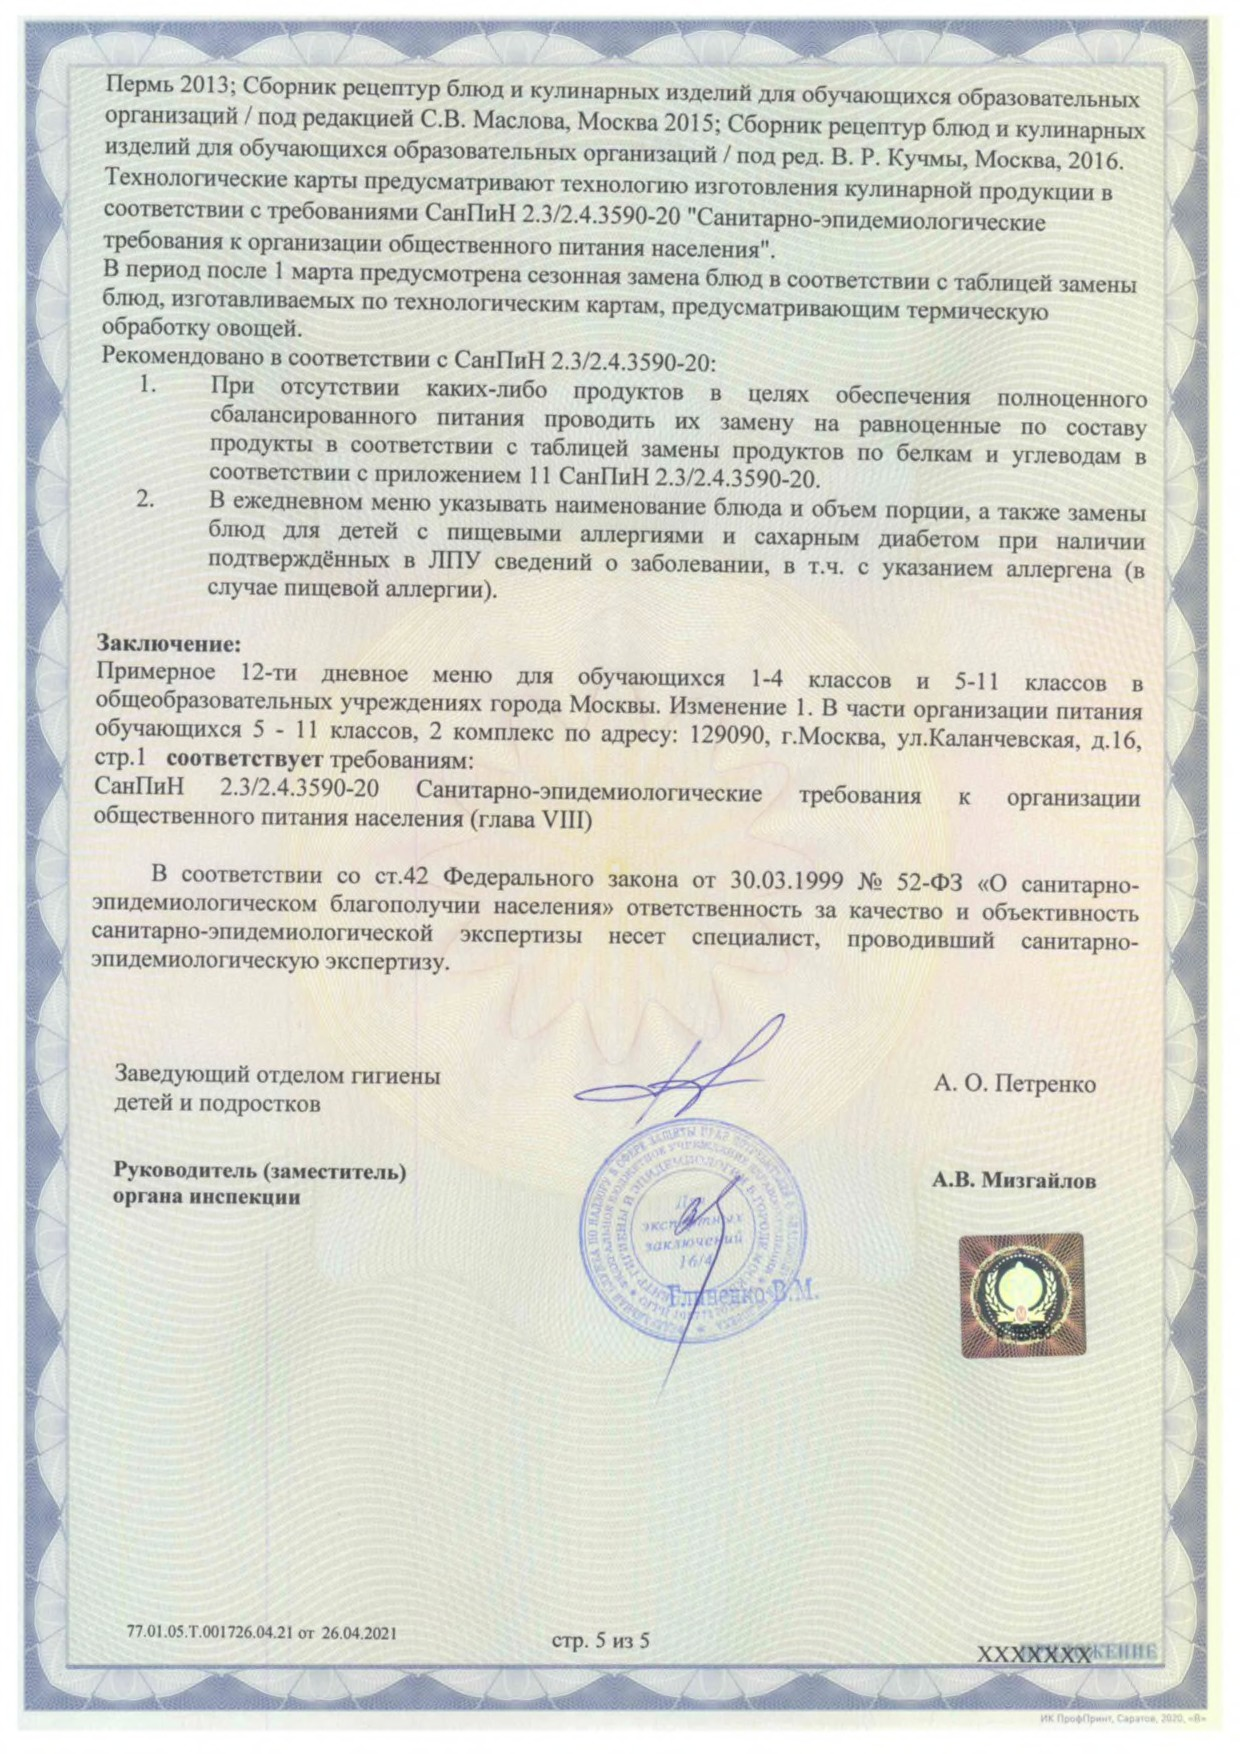 Пермь 2013; Сборник рецептур блюд и кулинарных изделий для обучающихся образовательных
организаций / под редакцией С.В. Маслова, Москва 2015; Сборник рецептур блюд и кулинарных
изделий для обучающихся образовательных организаций / под ред. В. Р. Кучмы, Москва, 2016.
Технологические карты предусматривают технологию изготовления кулинарной продукции в
соответствии с требованиями СанПиН 2.3/2.4.3590-20 "Санитарно-эпидемиологические
требования к организации общественного питания населения".
В период после 1 марта предусмотрена сезонная замена блюд в соответствии с таблицей замены
блюд, изготавливаемых по технологическим картам, предусматривающим термическую
обработку овощей.
Рекомендовано в соответствии с СанПиН 2.3/2.4.3590-20:
1. При отсутствии каких-либо продуктов в целях обеспечения полноценного
сбалансированного питания проводить их замену на равноценные по составу
продукты в соответствии с таблицей замены продуктов по белкам и углеводам в
соответствии с приложением 11 СанПиН 2.3/2.4.3590-20.
2. В ежедневном меню указывать наименование блюда и объем порции, а также замены
блюд для детей с пищевыми аллергиями и сахарным диабетом при наличии
подтверждённых в ЛПУ сведений о заболевании, в т.ч. с указанием аллергена (в
случае пищевой аллергии).
Заключение:
Примерное 12-ти дневное меню для обучающихся 1-4 классов и 5-11 классов в
общеобразовательных учреждениях города Москвы. Изменение 1. В части организации питания
обучающихся 5 - 11 классов, 2 комплекс по адресу: 129090, г.Москва, ул.Каланчевская, д.16,
стр.1 соответствует требованиям:
СанПиН 2.3/2.4.3590-20 Санитарно-эпидемиологические требования к организации
общественного питания населения (глава VIII)
В соответствии со ст.42 Федерального закона от 30.03.1999 № 52-ФЗ «О санитарно-
эпидемиологическом благополучии населения» ответственность за качество и объективность
санитарно-эпидемиологической экспертизы несет специалист, проводивший санитарно-
эпидемиологическую экспертизу.
Заведующий отделом гигиены
детей и подростков
А. О. Петренко
Руководитель (заместитель)
органа инспекции
А.В. Мизгайлов
Для
экспертных
заключений
16/4
Глиненко В.М.
77.01.05.Т.001726.04.21 от 26.04.2021
стр. 5 из 5
XXXXXXX
ИК ПрофПринт, Саратов, 2020, «В»